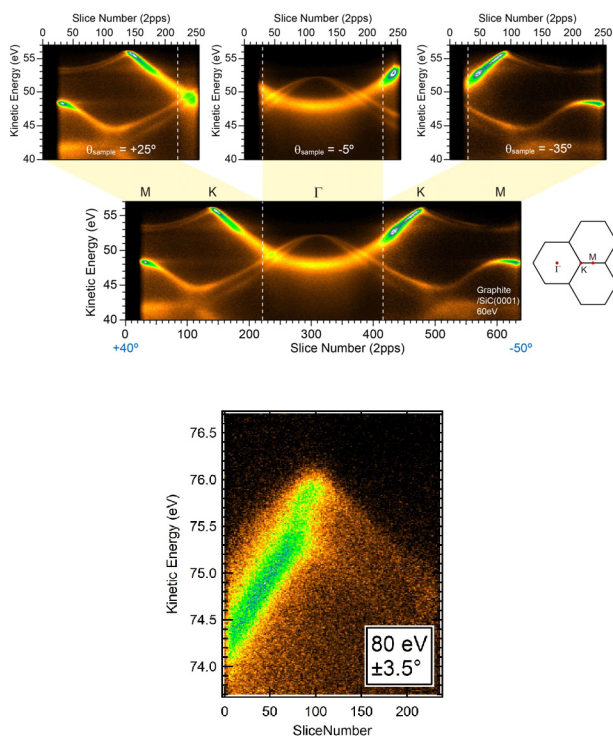 Slice Number (2pps)
0 50 100 150 200 250
Slice Number (2pps)
0 50 100 150 200 250
Slice Number (2pps)
0 50 100 150 200 250
Kinetic Energy (eV)
55
50
45
40
θsample = +25º
Kinetic Energy (eV)
55
50
45
40
θsample = -5º
Kinetic Energy (eV)
55
50
45
40
θsample = -35º
M K Γ K M
Kinetic Energy (eV)
55
50
45
40
Graphite
/SiC(0001)
60eV
0 100 200 300 400 500 600
+40º Slice Number (2pps) -50º
M
Γ K
Kinetic Energy (eV)
76.5
76.0
75.5
75.0
74.5
74.0
80 eV
±3.5°
0 50 100 150 200
SliceNumber